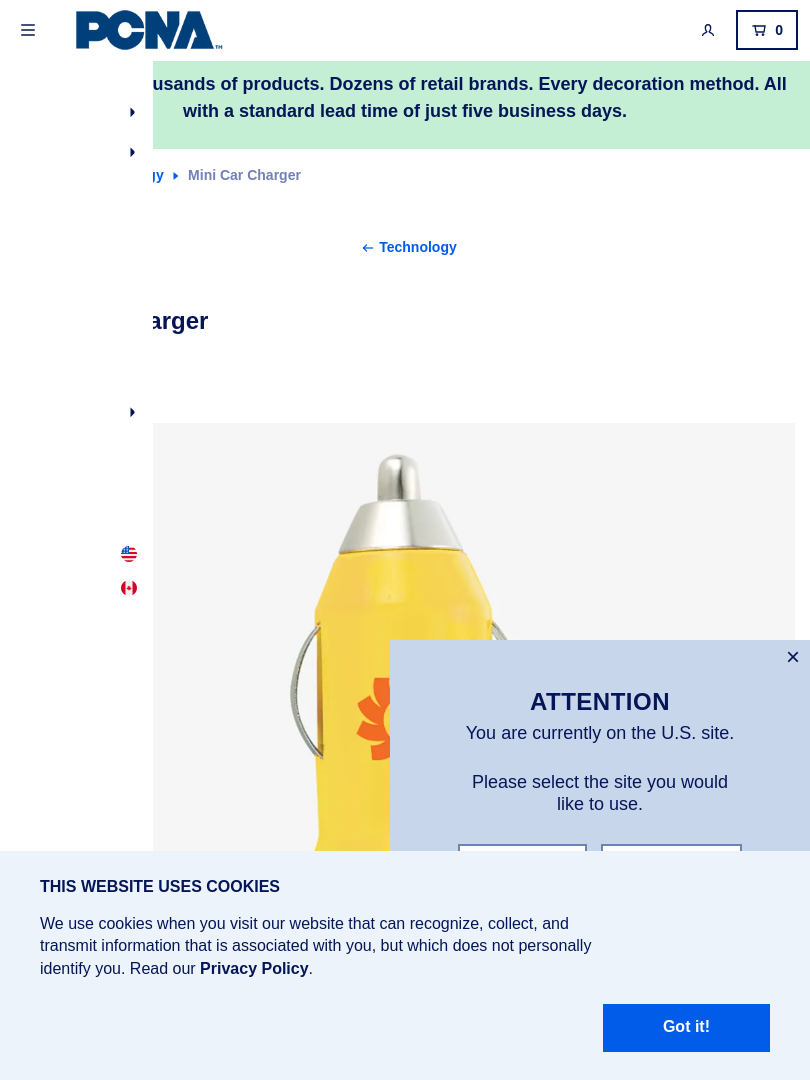 PCNA™
0
usands of products. Dozens of retail brands. Every decoration method. All
with a standard lead time of just five business days.
gy Mini Car Charger
Technology
arger
×
ATTENTION
You are currently on the U.S. site.
Please select the site you would
like to use.
THIS WEBSITE USES COOKIES
We use cookies when you visit our website that can recognize, collect, and
transmit information that is associated with you, but which does not personally
identify you. Read our Privacy Policy.
Got it!